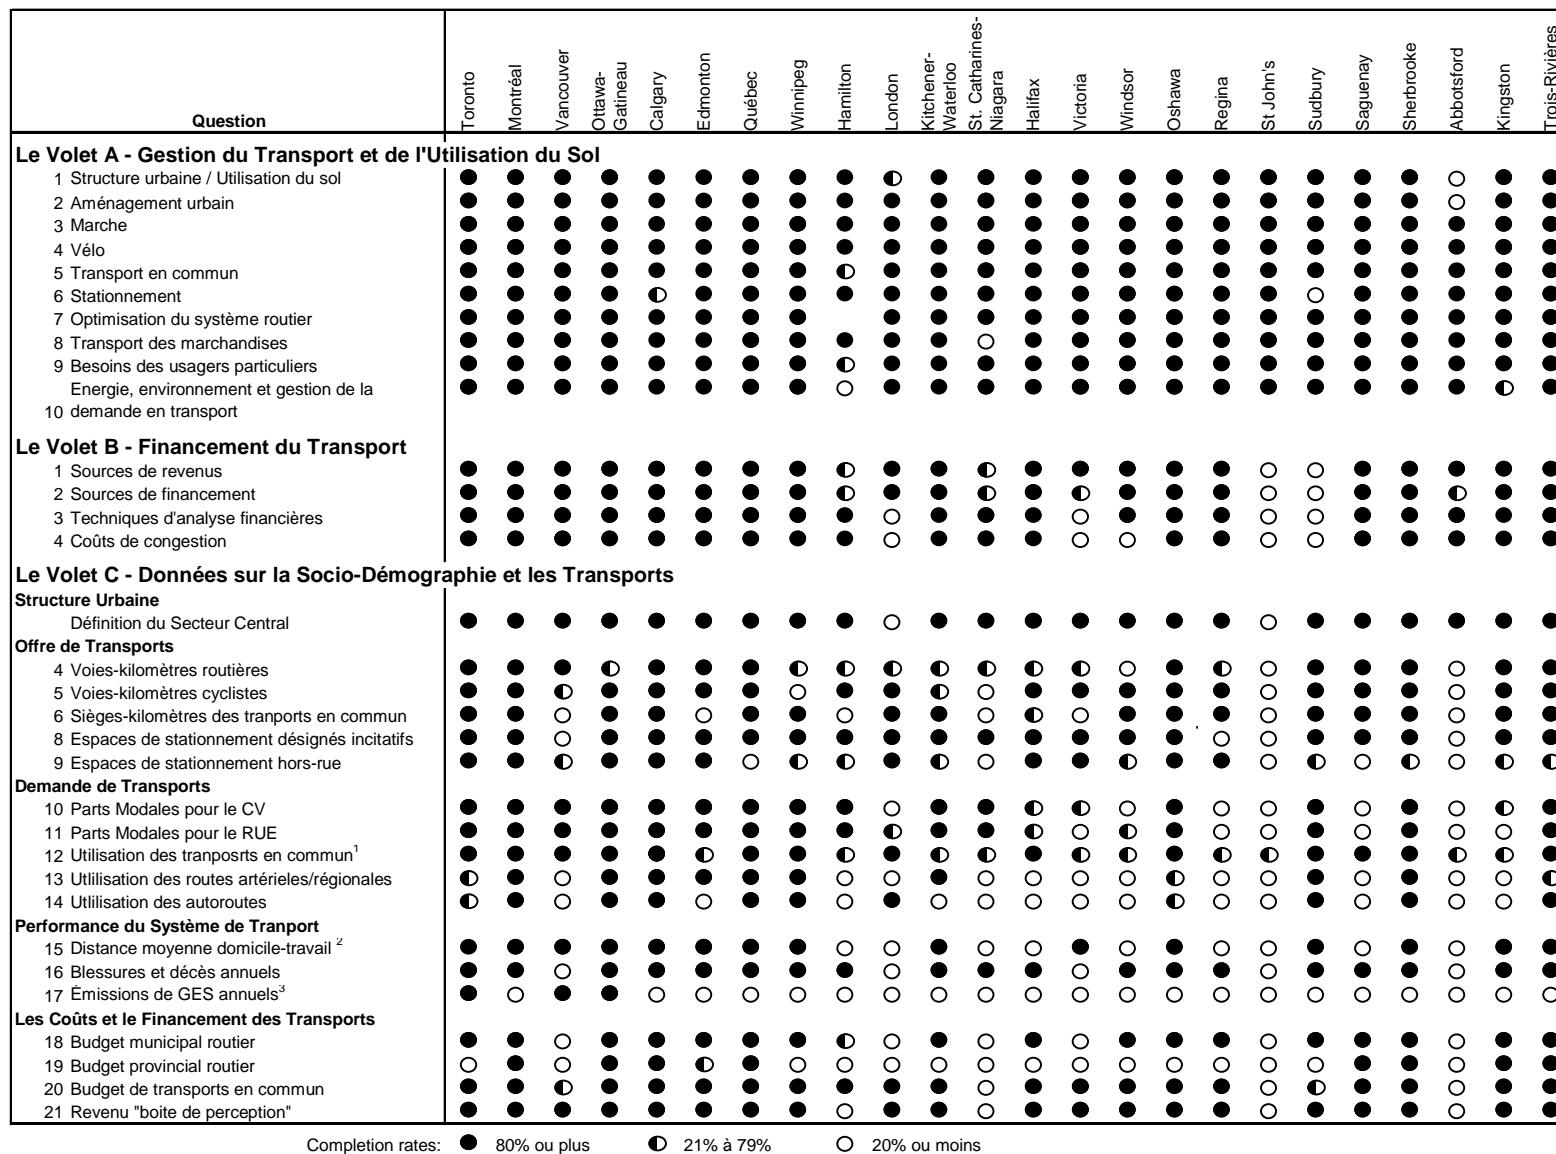 Question
Toronto
Montréal
Vancouver
Ottawa-
Gatineau
Calgary
Edmonton
Québec
Winnipeg
Hamilton
London
Kitchener-
Waterloo
St. Catharines-
Niagara
Halifax
Victoria
Windsor
Oshawa
Regina
St John's
Sudbury
Saguenay
Sherbrooke
Abbotsford
Kingston
Trois-Rivières
Le Volet A - Gestion du Transport et de l'Utilisation du Sol
1 Structure urbaine / Utilisation du sol
2 Aménagement urbain
3 Marche
4 Vélo
5 Transport en commun
6 Stationnement
7 Optimisation du système routier
8 Transport des marchandises
9 Besoins des usagers particuliers
Energie, environnement et gestion de la
10 demande en transport
Le Volet B - Financement du Transport
1 Sources de revenus
2 Sources de financement
3 Techniques d'analyse financières
4 Coûts de congestion
Le Volet C - Données sur la Socio-Démographie et les Transports
Structure Urbaine
Définition du Secteur Central
Offre de Transports
4 Voies-kilomètres routières
5 Voies-kilomètres cyclistes
6 Sièges-kilomètres des tranports en commun
8 Espaces de stationnement désignés incitatifs
9 Espaces de stationnement hors-rue
Demande de Transports
10 Parts Modales pour le CV
11 Parts Modales pour le RUE
12 Utilisation des tranposrts en commun1
13 Utlilisation des routes artérieles/régionales
14 Utlilisation des autoroutes
Performance du Système de Tranport
15 Distance moyenne domicile-travail 2
16 Blessures et décès annuels
17 Émissions de GES annuels3
Les Coûts et le Financement des Transports
18 Budget municipal routier
19 Budget provincial routier
20 Budget de transports en commun
21 Revenu "boite de perception"
Completion rates: 80% ou plus 21% à 79% 20% ou moins